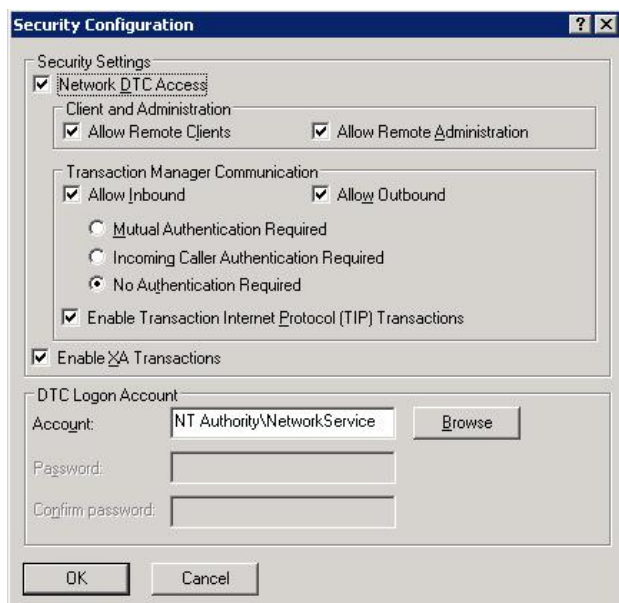 Security Configuration
Security Settings
Network DTC Access
Client and Administration
Allow Remote Clients Allow Remote Administration
Transaction Manager Communication
Allow Inbound Allow Outbound
Mutual Authentication Required
Incoming Caller Authentication Required
No Authentication Required
Enable Transaction Internet Protocol (TIP) Transactions
Enable XA Transactions
DTC Logon Account
Account: NT Authority\NetworkService Browse
Password:
Confirm password:
OK Cancel